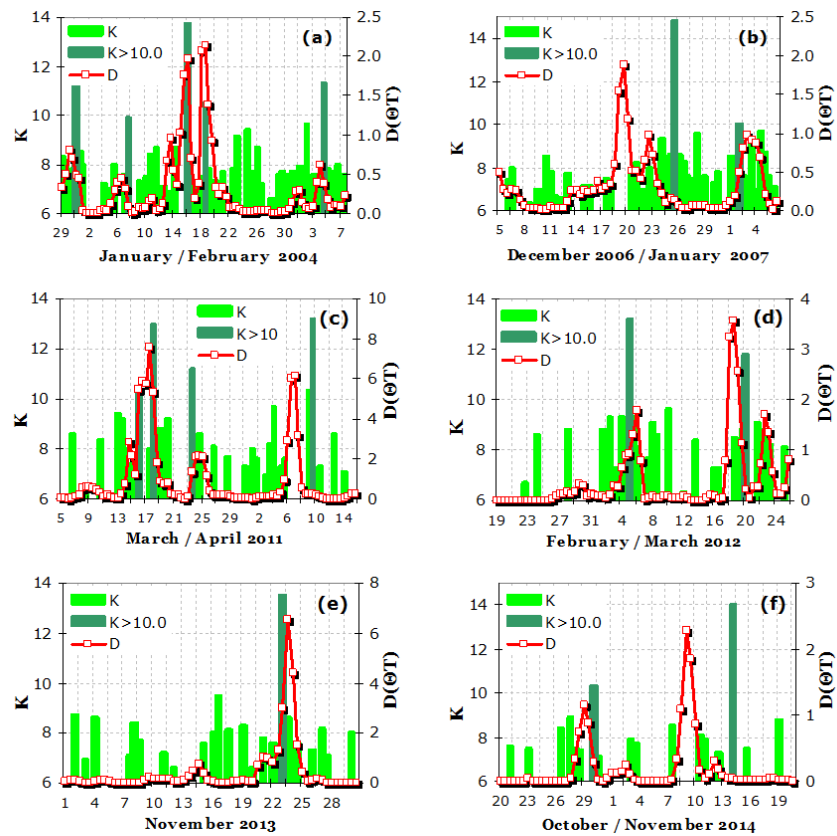 14
12
10
8
6
K
K
K>10.0
D
(a)
2.5
2.0
1.5
1.0
0.5
0.0
D(ΘT)
29 2 6 10 14 18 22 26 30 3 7
January / February 2004
14
12
10
8
6
K
K
K>10.0
D
(b)
2.5
2.0
1.5
1.0
0.5
0.0
D(ΘT)
5 8 11 14 17 20 23 26 29 1 4
December 2006 / January 2007
14
12
10
8
6
K
K
K>10
D
(c)
10
8
6
4
2
0
D(ΘT)
5 9 13 17 21 25 29 2 6 10 14
March / April 2011
14
12
10
8
6
K
K
K>10.0
D
(d)
4
3
2
1
0
D(ΘT)
19 23 27 31 4 8 12 16 20 24
February / March 2012
14
12
10
8
6
K
K
K>10.0
D
(e)
8
6
4
2
0
D(ΘT)
1 4 7 10 13 16 19 22 25 28
November 2013
14
12
10
8
6
K
K
K>10.0
D
(f)
3
2
1
0
D(ΘT)
20 23 26 29 1 4 7 10 13 16 19
October / November 2014